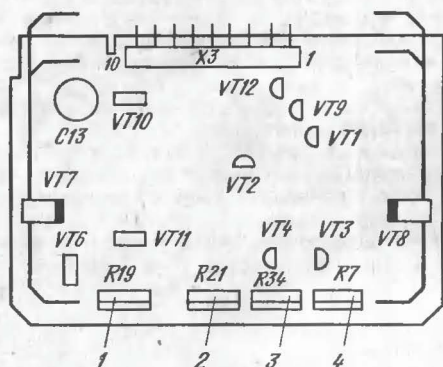 10 X3 1
VT12
VT9
C13
VT10
VT1
VT2
VT7
VT6
VT11
VT4
VT3
VT8
R19
R21
R34
R7
1
2
3
4